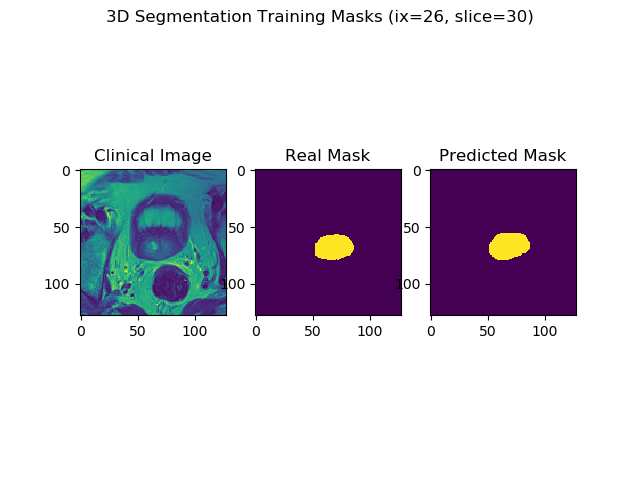 3D Segmentation Training Masks (ix=26, slice=30)
Clinical Image Real Mask Predicted Mask
0 0 0
50 50 50
100 100 100
0 50 100 0 50 100 0 50 100